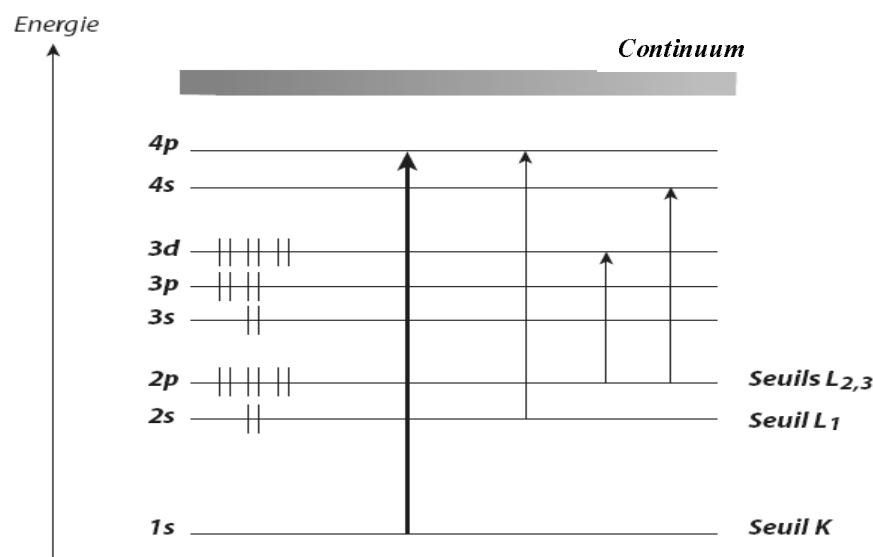 Energie
Continuum
4p
4s
3d
3p
3s
2p Seuils L2,3
2s Seuil L1
1s Seuil K